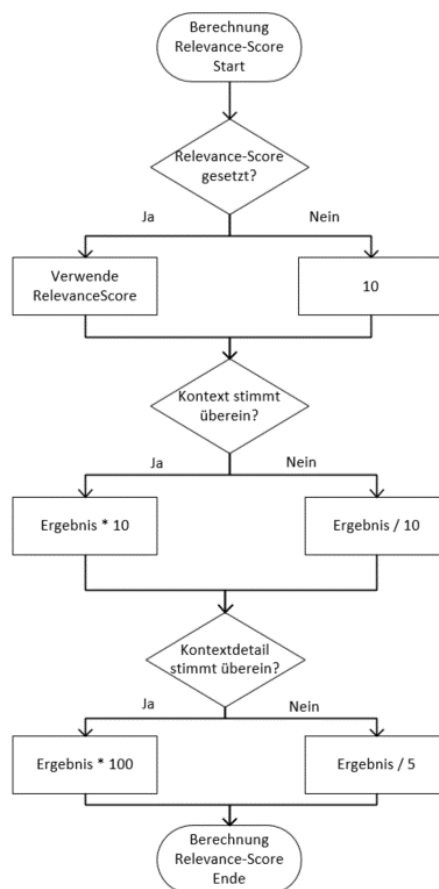 Berechnung
Relevance-Score
Start
Relevance-Score
gesetzt?
Ja
Nein
Verwende
RelevanceScore
10
Kontext stimmt
überein?
Ja
Nein
Ergebnis * 10
Ergebnis / 10
Kontextdetail
stimmt überein?
Ja
Nein
Ergebnis * 100
Ergebnis / 5
Berechnung
Relevance-Score
Ende